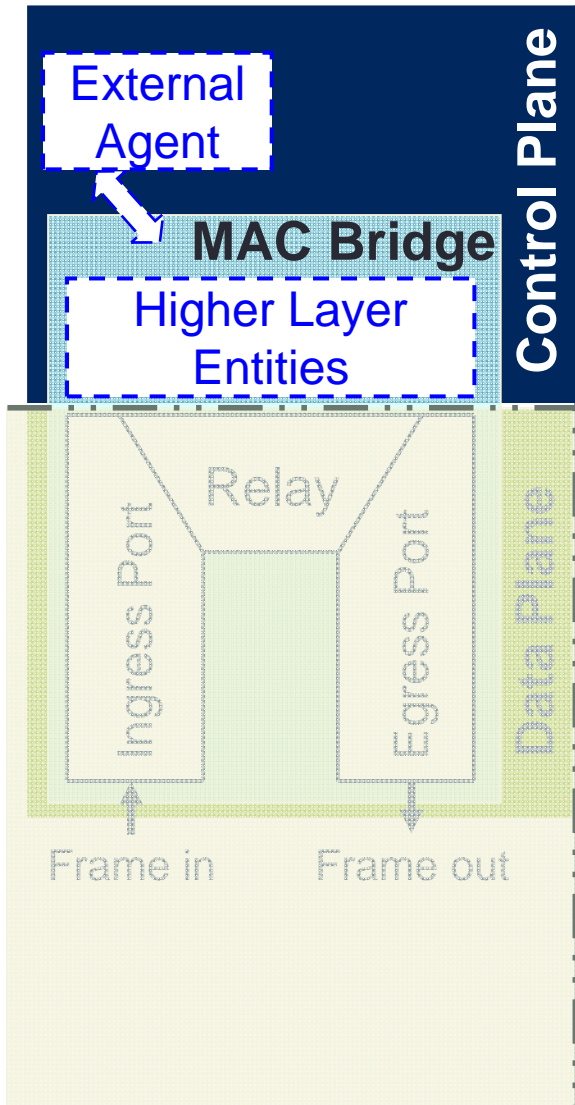 External
Agent
Control Plane
MAC Bridge
Higher Layer
Entities
Relay
Ingress Port
Egress Port
Data Plane
Frame in
Frame out